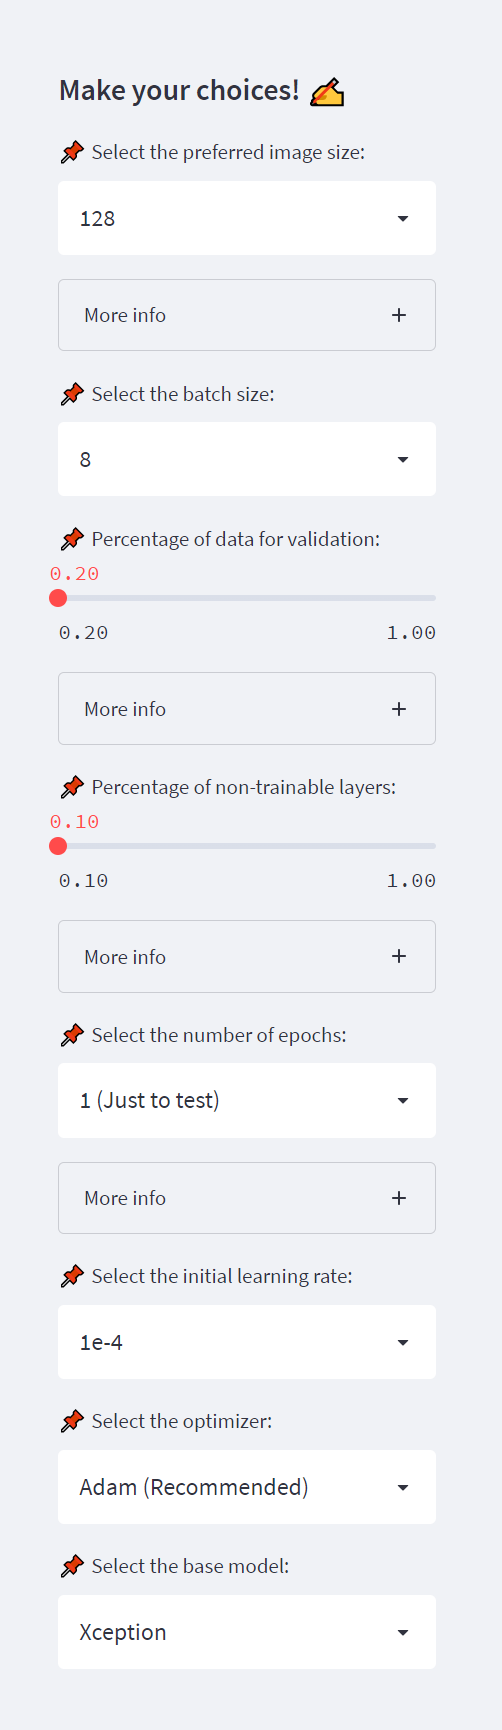 Make your choices! ✍️
📌 Select the preferred image size:
128
More info +
📌 Select the batch size:
8
📌 Percentage of data for validation:
0.20
0.20 1.00
More info +
📌 Percentage of non-trainable layers:
0.10
0.10 1.00
More info +
📌 Select the number of epochs:
1 (Just to test)
More info +
📌 Select the initial learning rate:
1e-4
📌 Select the optimizer:
Adam (Recommended)
📌 Select the base model:
Xception